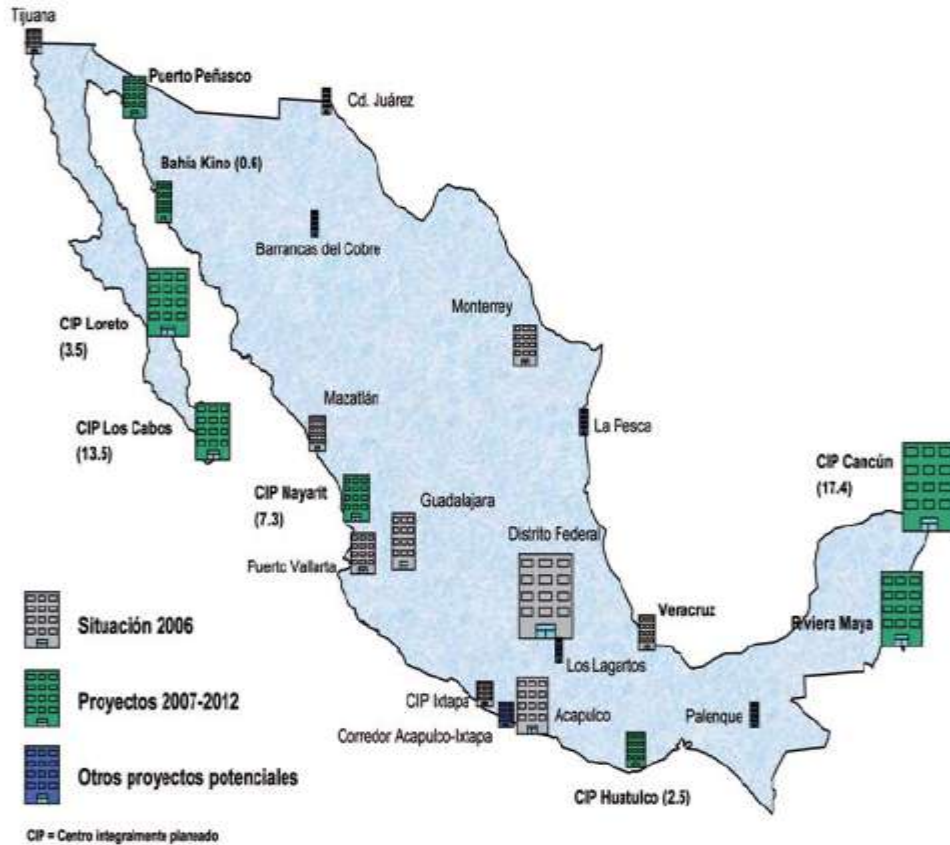 Tijuana
Puerto Peñasco
Cd. Juárez
Bahía Kino (0.6)
Barrancas del Cobre
Monterrey
CIP Loreto
(3.5)
Mazatlán
La Pesca
CIP Los Cabos
(13.5)
CIP Cancún
(17.4)
CIP Nayarit
(7.3)
Guadalajara
Distrito Federal
Puerto Vallarta
Situación 2006
Veracruz
Riviera Maya
Los Lagartos
Proyectos 2007-2012
CIP Ixtapa
Acapulco
Palenque
Corredor Acapulco-Ixtapa
Otros proyectos potenciales
CIP Huatulco (2.5)
CIP = Centro integralmente planeado